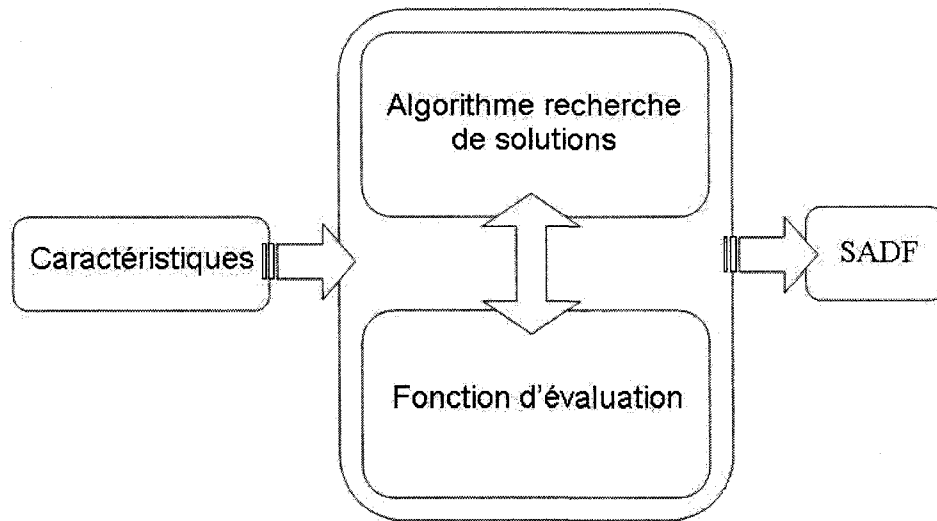 Algorithme recherche
de solutions
Caractéristiques
SADF
Fonction d'évaluation